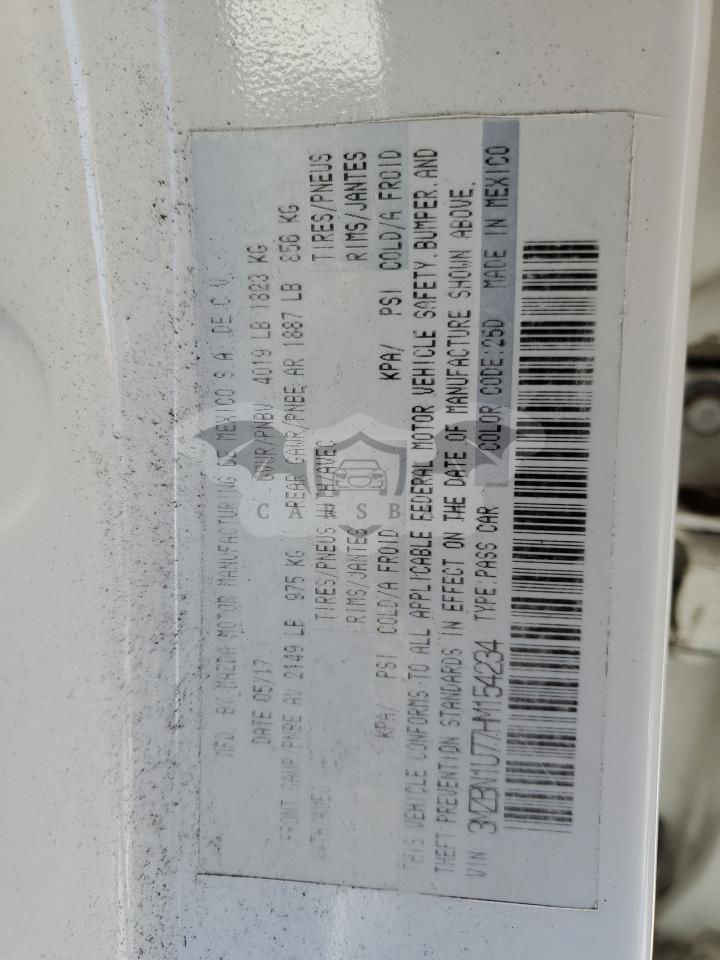 MFD. BY MAZDA MOTOR MANUFACTURING DE MEXICO S.A. DE C.V.
DATE 05/17 GVWR/PNBV 4019 LB 1823 KG
FRONT GAWR/PNBE AV 2149 LB 975 KG REAR GAWR/PNBE AR 1887 LB 856 KG
WITH/AVEC TIRES/PNEUS WITH/AVEC TIRES/PNEUS
RIMS/JANTES RIMS/JANTES
KPA/ PSI COLD/A FROID KPA/ PSI COLD/A FROID
THIS VEHICLE CONFORMS TO ALL APPLICABLE FEDERAL MOTOR VEHICLE SAFETY, BUMPER, AND
THEFT PREVENTION STANDARDS IN EFFECT ON THE DATE OF MANUFACTURE SHOWN ABOVE.
VIN 3MZBN1U77HM154234 TYPE:PASS CAR COLOR CODE:25D MADE IN MEXICO